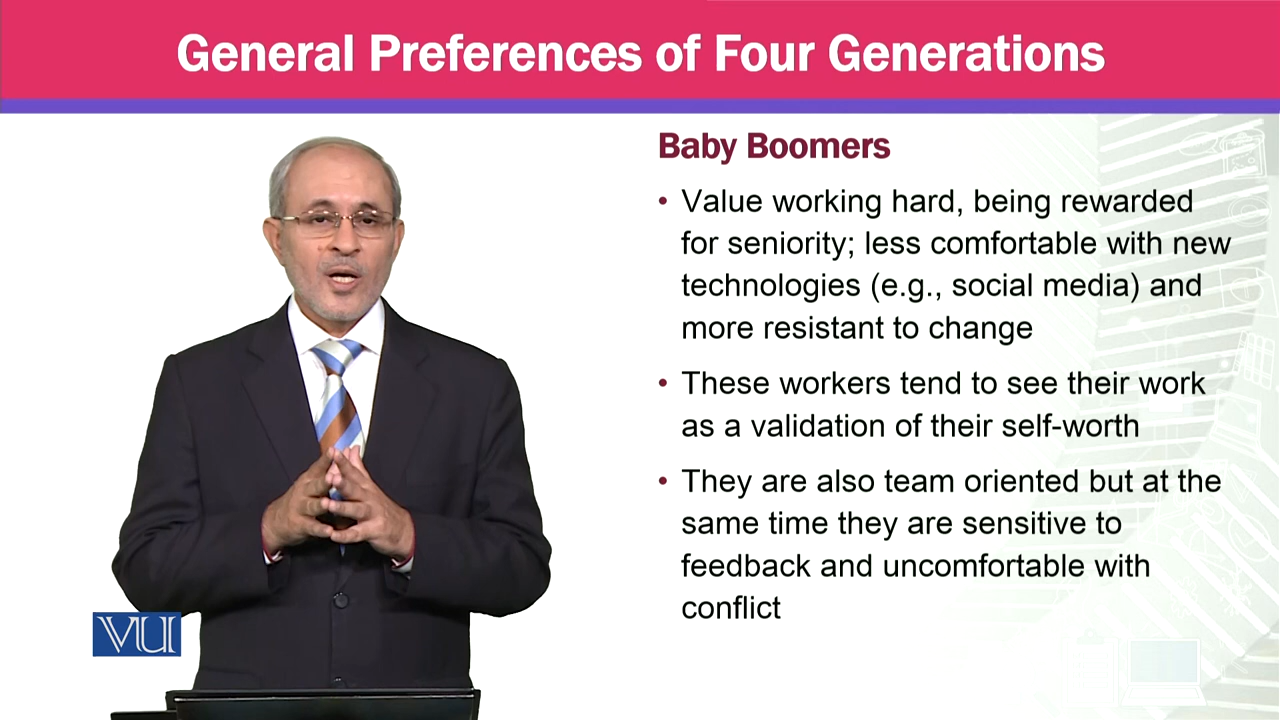 General Preferences of Four Generations
Baby Boomers
• Value working hard, being rewarded
for seniority; less comfortable with new
technologies (e.g., social media) and
more resistant to change
• These workers tend to see their work
as a validation of their self-worth
• They are also team oriented but at the
same time they are sensitive to
feedback and uncomfortable with
conflict
VU